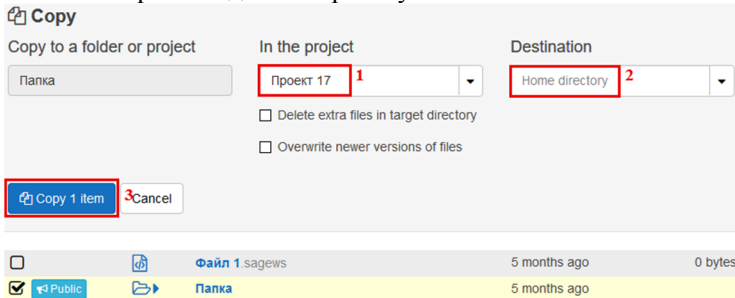 Copy
Copy to a folder or project
In the project
Destination
Папка
Проект 17
1
Home directory
2
Delete extra files in target directory
Overwrite newer versions of files
Copy 1 item
3
Cancel
Файл 1.sagews
5 months ago
0 bytes
Public
Папка
5 months ago